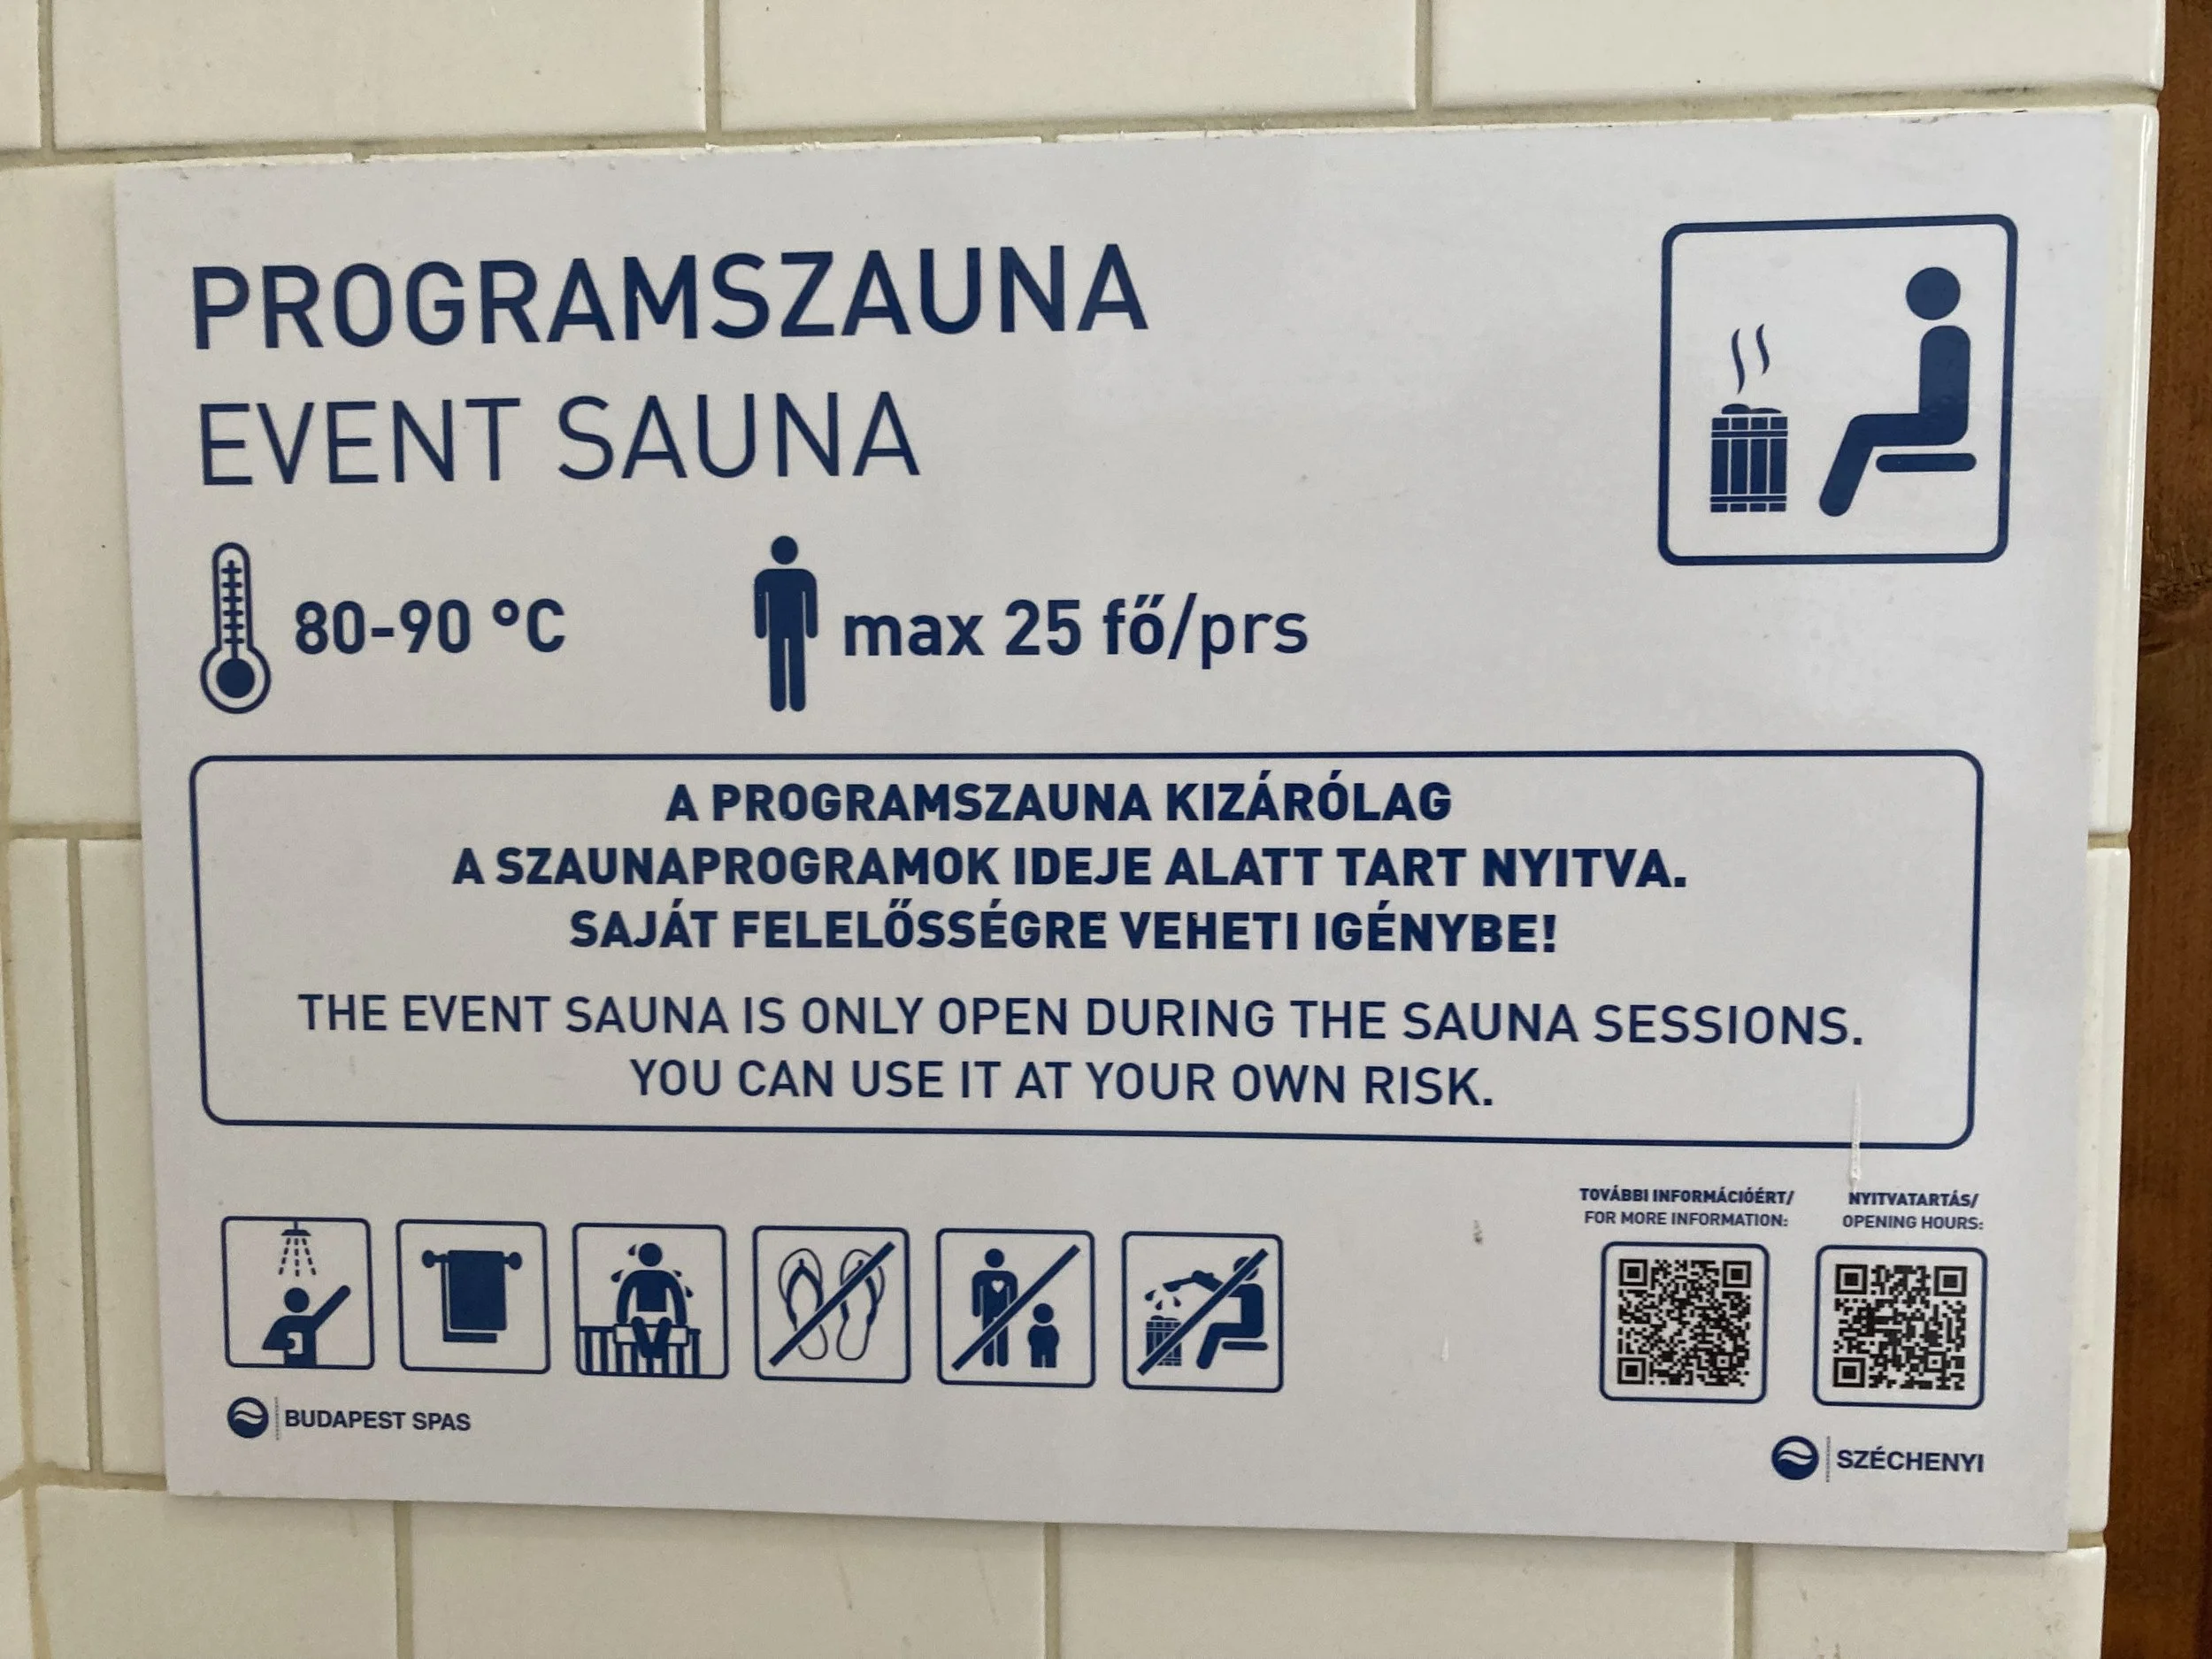 PROGRAMSZAUNA
EVENT SAUNA
80-90 °C
max 25 fő/prs
A PROGRAMSZAUNA KIZÁRÓLAG
A SZAUNAPROGRAMOK IDEJE ALATT TART NYITVA.
SAJÁT FELELŐSSÉGRE VEHETI IGÉNYBE!
THE EVENT SAUNA IS ONLY OPEN DURING THE SAUNA SESSIONS.
YOU CAN USE IT AT YOUR OWN RISK.
TOVÁBBI INFORMÁCIÓÉRT/
FOR MORE INFORMATION:
NYITVATARTÁS/
OPENING HOURS:
BUDAPEST SPAS
SZÉCHENYI